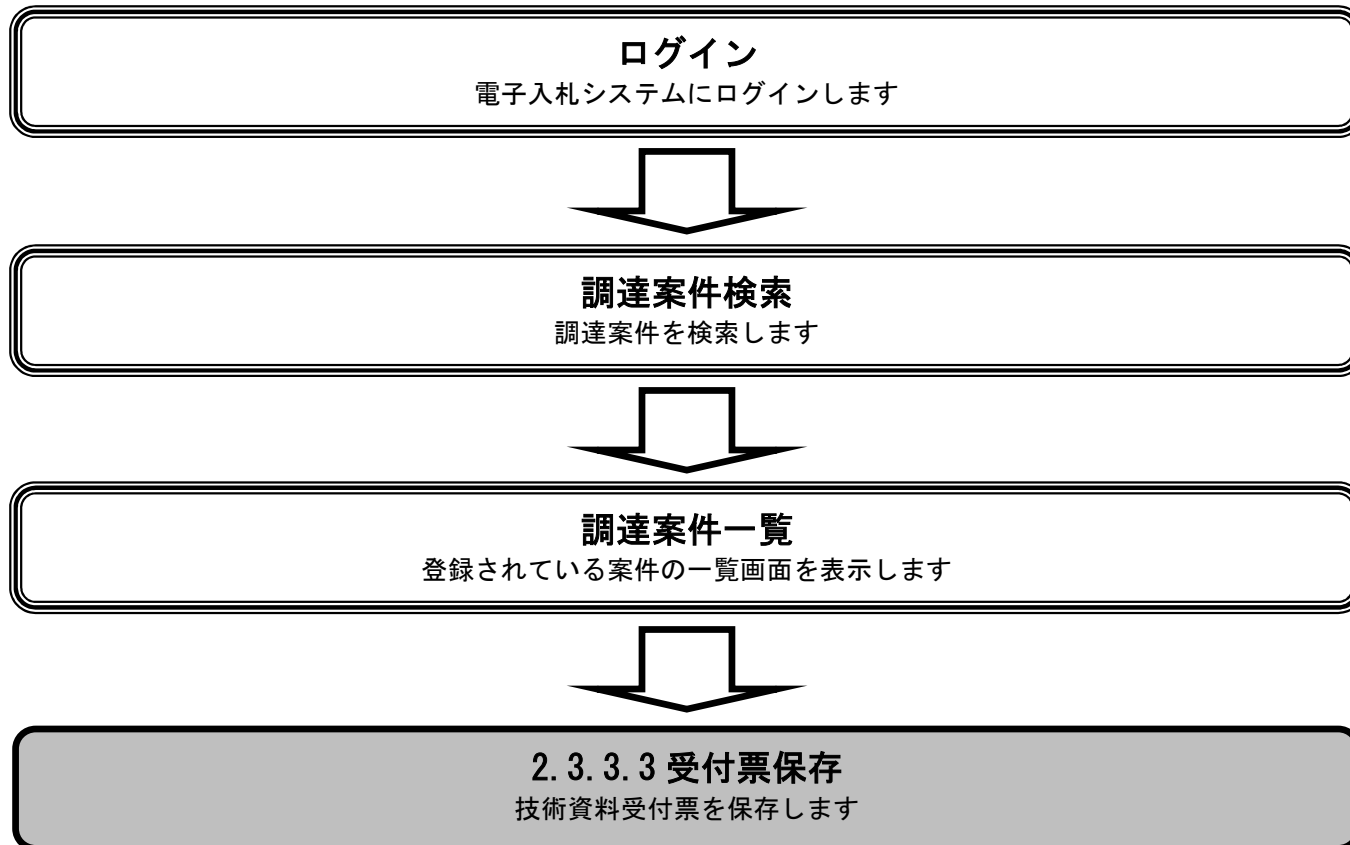 ログイン
電子入札システムにログインします
調達案件検索
調達案件を検索します
調達案件一覧
登録されている案件の一覧画面を表示します
2.3.3.3 受付票保存
技術資料受付票を保存します